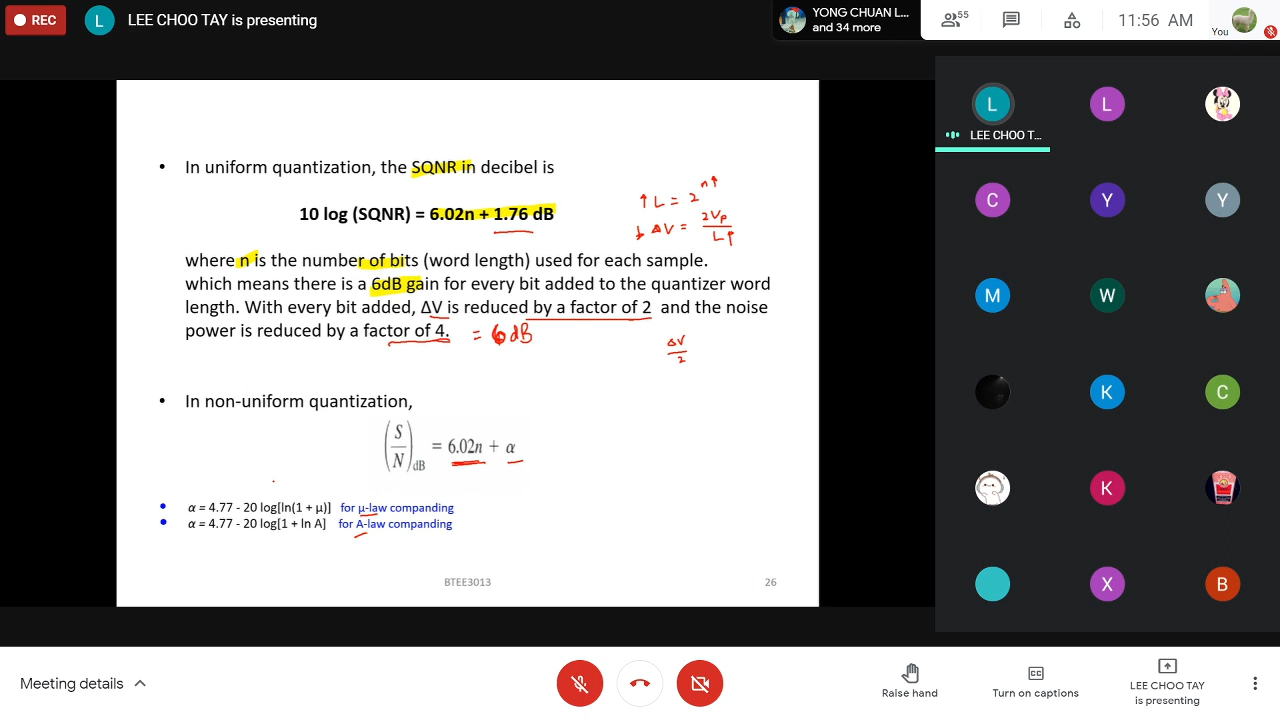 REC
L
LEE CHOO TAY is presenting
YONG CHUAN L...
and 34 more
55
11:56 AM
You
• In uniform quantization, the SQNR in decibel is
10 log (SQNR) = 6.02n + 1.76 dB
↑ L = 2^n↑
↓ ΔV = 2Vp / L↑
where n is the number of bits (word length) used for each sample.
which means there is a 6dB gain for every bit added to the quantizer word
length. With every bit added, ΔV is reduced by a factor of 2 and the noise
power is reduced by a factor of 4. = 6dB
ΔV / 2
• In non-uniform quantization,
(S/N)dB = 6.02n + α
• α = 4.77 - 20 log[ln(1 + μ)] for μ-law companding
• α = 4.77 - 20 log[1 + ln A] for A-law companding
BTEE3013
26
L
L
LEE CHOO T...
C
Y
Y
M
W
K
C
K
X
B
Meeting details
Raise hand
Turn on captions
LEE CHOO TAY
is presenting